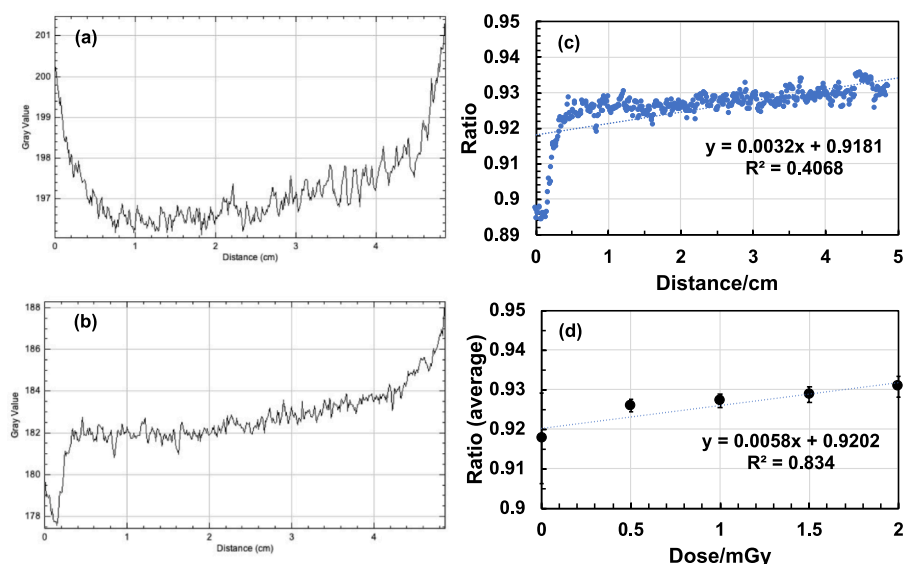 (a)
201
200
199
198
197
Gray Value
0 1 2 3 4
Distance (cm)
(b)
188
186
184
182
180
178
Gray Value
0 1 2 3 4
Distance (cm)
(c)
0.95
0.94
0.93
0.92
0.91
0.9
0.89
Ratio
y = 0.0032x + 0.9181
R² = 0.4068
0 1 2 3 4 5
Distance/cm
(d)
0.95
0.94
0.93
0.92
0.91
0.9
Ratio (average)
y = 0.0058x + 0.9202
R² = 0.834
0 0.5 1 1.5 2
Dose/mGy